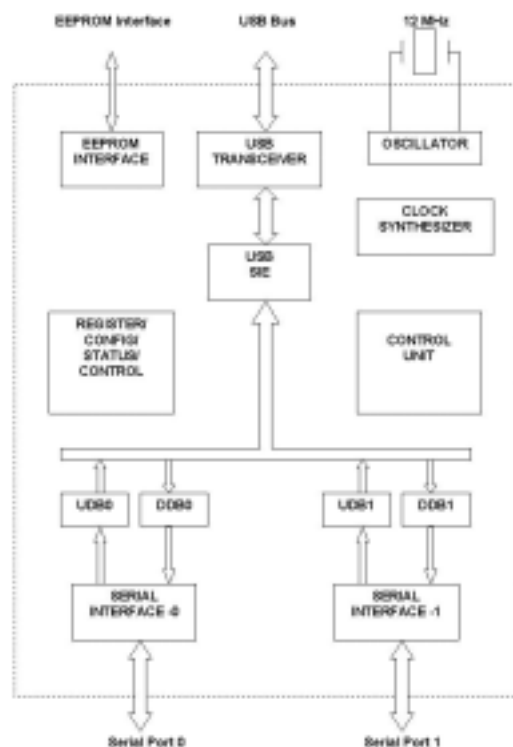 EEPROM Interface
USB Bus
12 MHz
EEPROM
INTERFACE
USB
TRANSCEIVER
OSCILLATOR
CLOCK
SYNTHESIZER
USB
SIE
REGISTER/
CONFIG/
STATUS/
CONTROL
CONTROL
UNIT
UDB0
DDB0
UDB1
DDB1
SERIAL
INTERFACE -0
SERIAL
INTERFACE -1
Serial Port 0
Serial Port 1